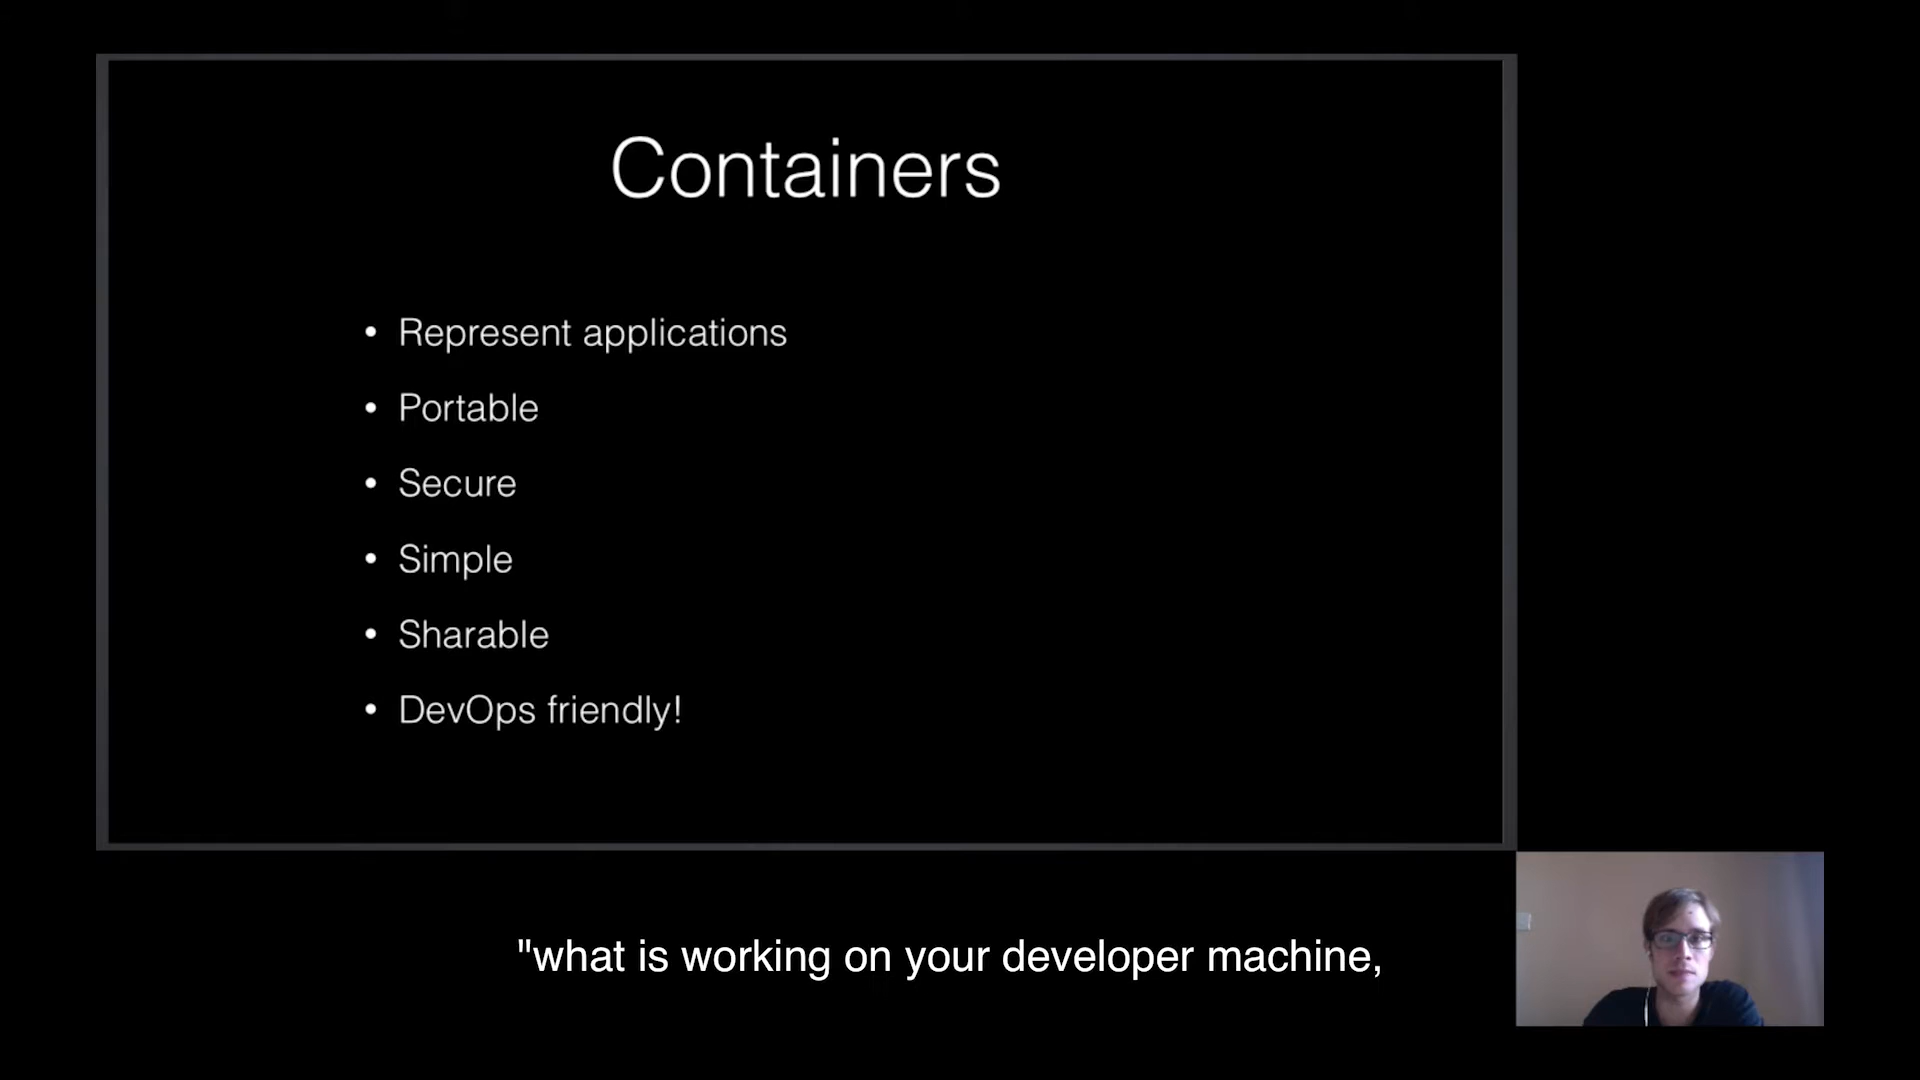 Containers
• Represent applications
• Portable
• Secure
• Simple
• Sharable
• DevOps friendly!
"what is working on your developer machine,